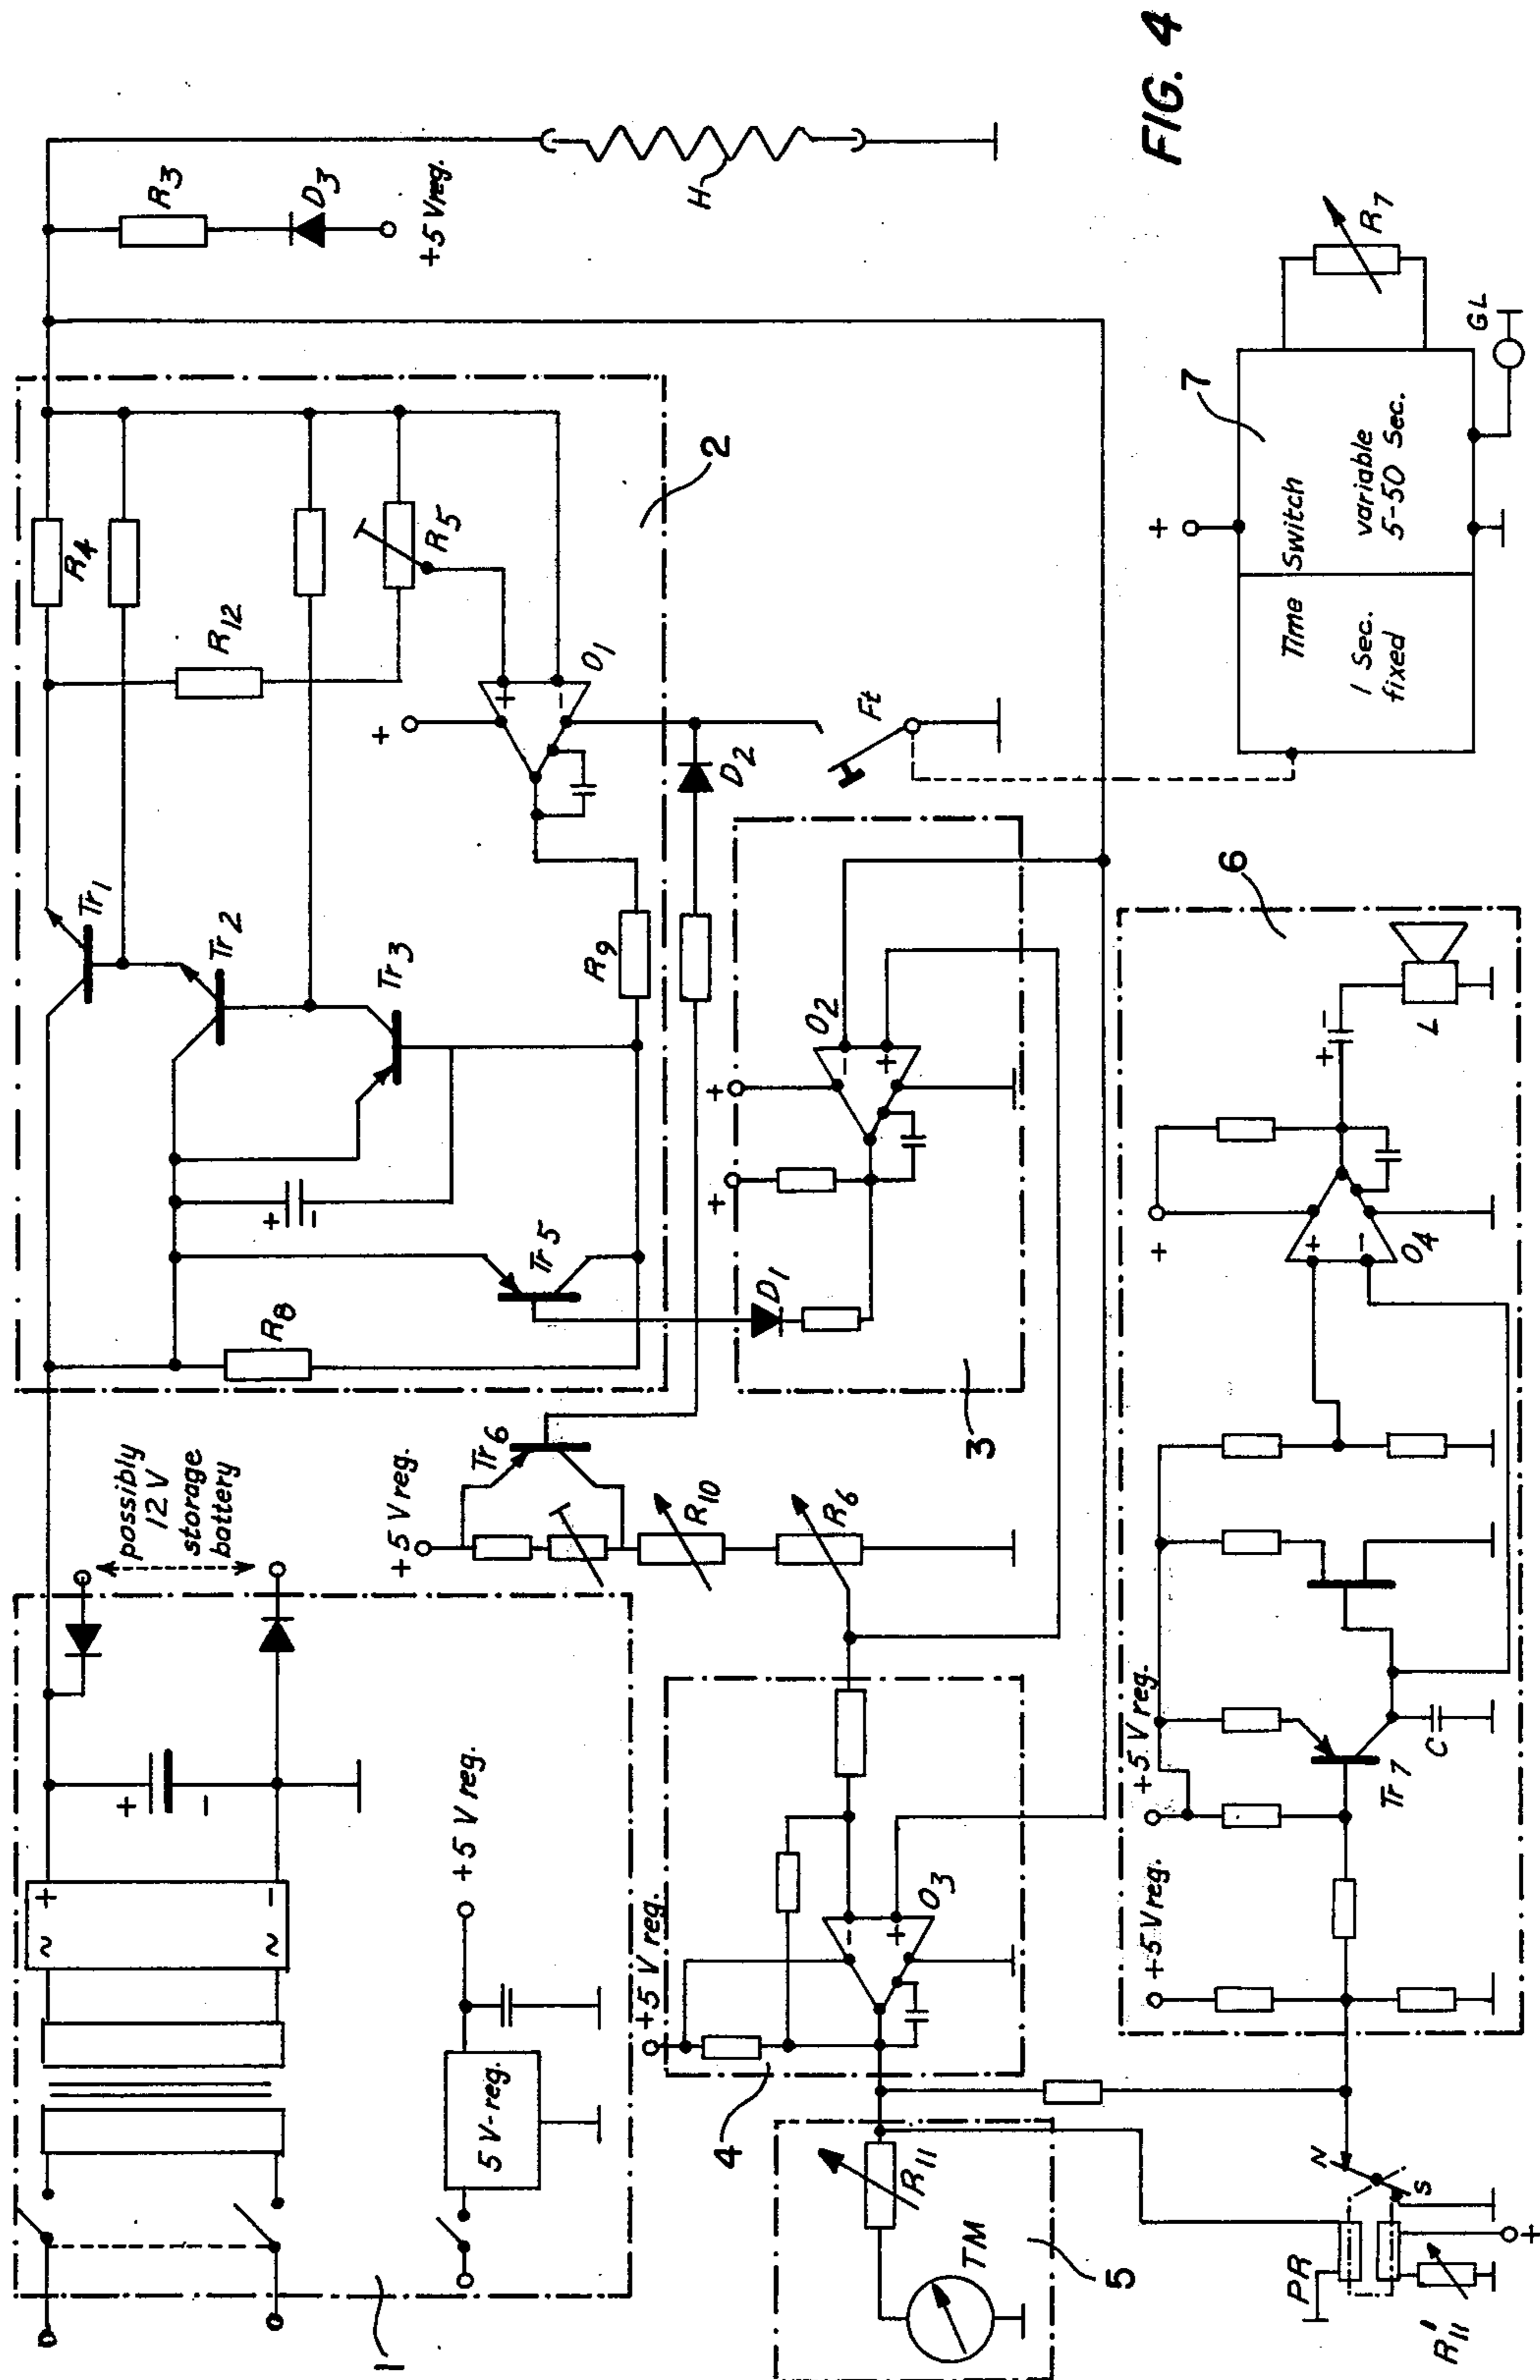 FIG. 4
1
~
~
+
−
+
−
possibly
12 V
storage
battery
5 V-reg.
+5 V reg.
2
Tr1
Tr2
Tr3
Tr5
R4
R12
R5
R8
R9
O1
+
−
+
+
−
R3
D3
+5 Vreg.
H
D2
Ft
Tr6
+5 V reg.
R10
R6
3
D1
O2
−
+
+
+
4
+5 V reg.
O3
−
+
5
R11
TM
PR
R11'
N
S
+
6
+5 V reg.
+5 V reg.
Tr7
C
O4
+
−
+
+
−
L
7
Time Switch
1 Sec.
fixed
variable
5-50 Sec.
+
R7
GL